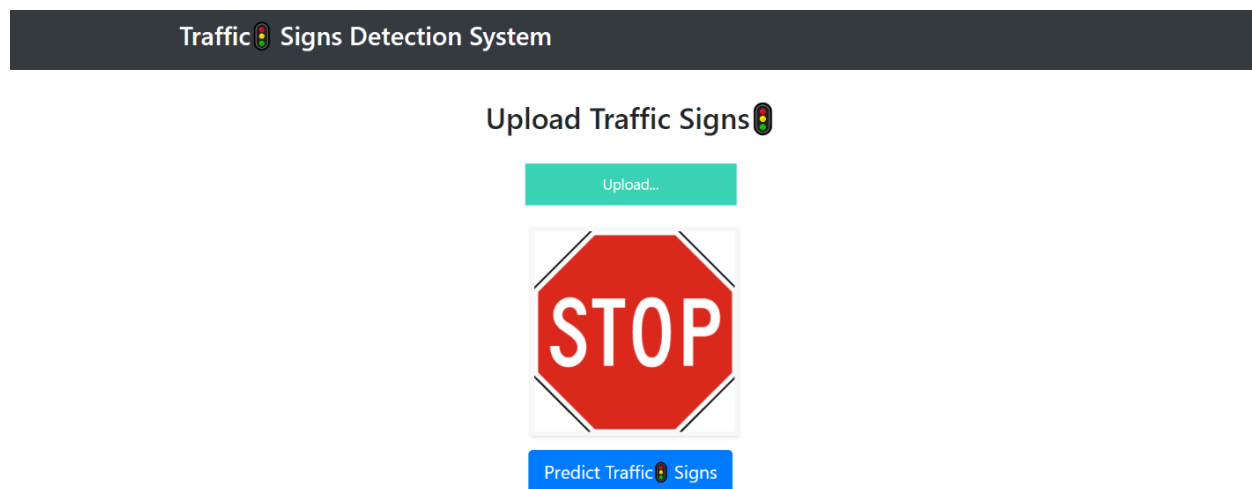 Traffic🚦 Signs Detection System
Upload Traffic Signs🚦
Upload...
STOP
Predict Traffic🚦 Signs